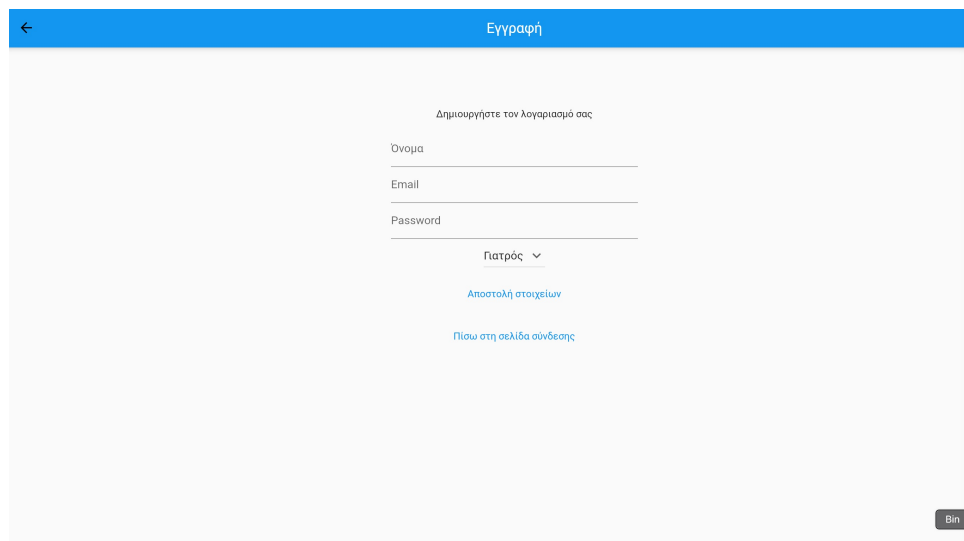 Εγγραφή
Δημιουργήστε τον λογαριασμό σας
Όνομα
Email
Password
Γιατρός
Αποστολή στοιχείων
Πίσω στη σελίδα σύνδεσης
Bin